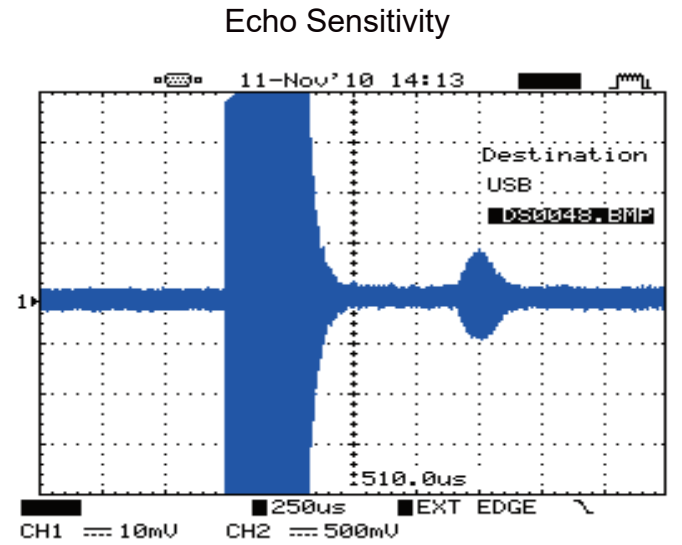 Echo Sensitivity
11-Nov'10 14:13
Destination
USB
DS0048.BMP
1
510.0us
250us EXT EDGE
CH1 10mV CH2 500mV